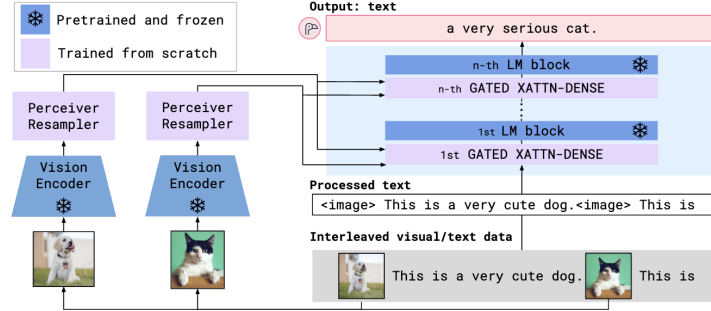 Output: text
a very serious cat.
Pretrained and frozen
Trained from scratch
n-th LM block
n-th GATED XATTN-DENSE
1st LM block
1st GATED XATTN-DENSE
Perceiver
Resampler
Perceiver
Resampler
Vision
Encoder
Vision
Encoder
Processed text
<image> This is a very cute dog.<image> This is
Interleaved visual/text data
This is a very cute dog.
This is